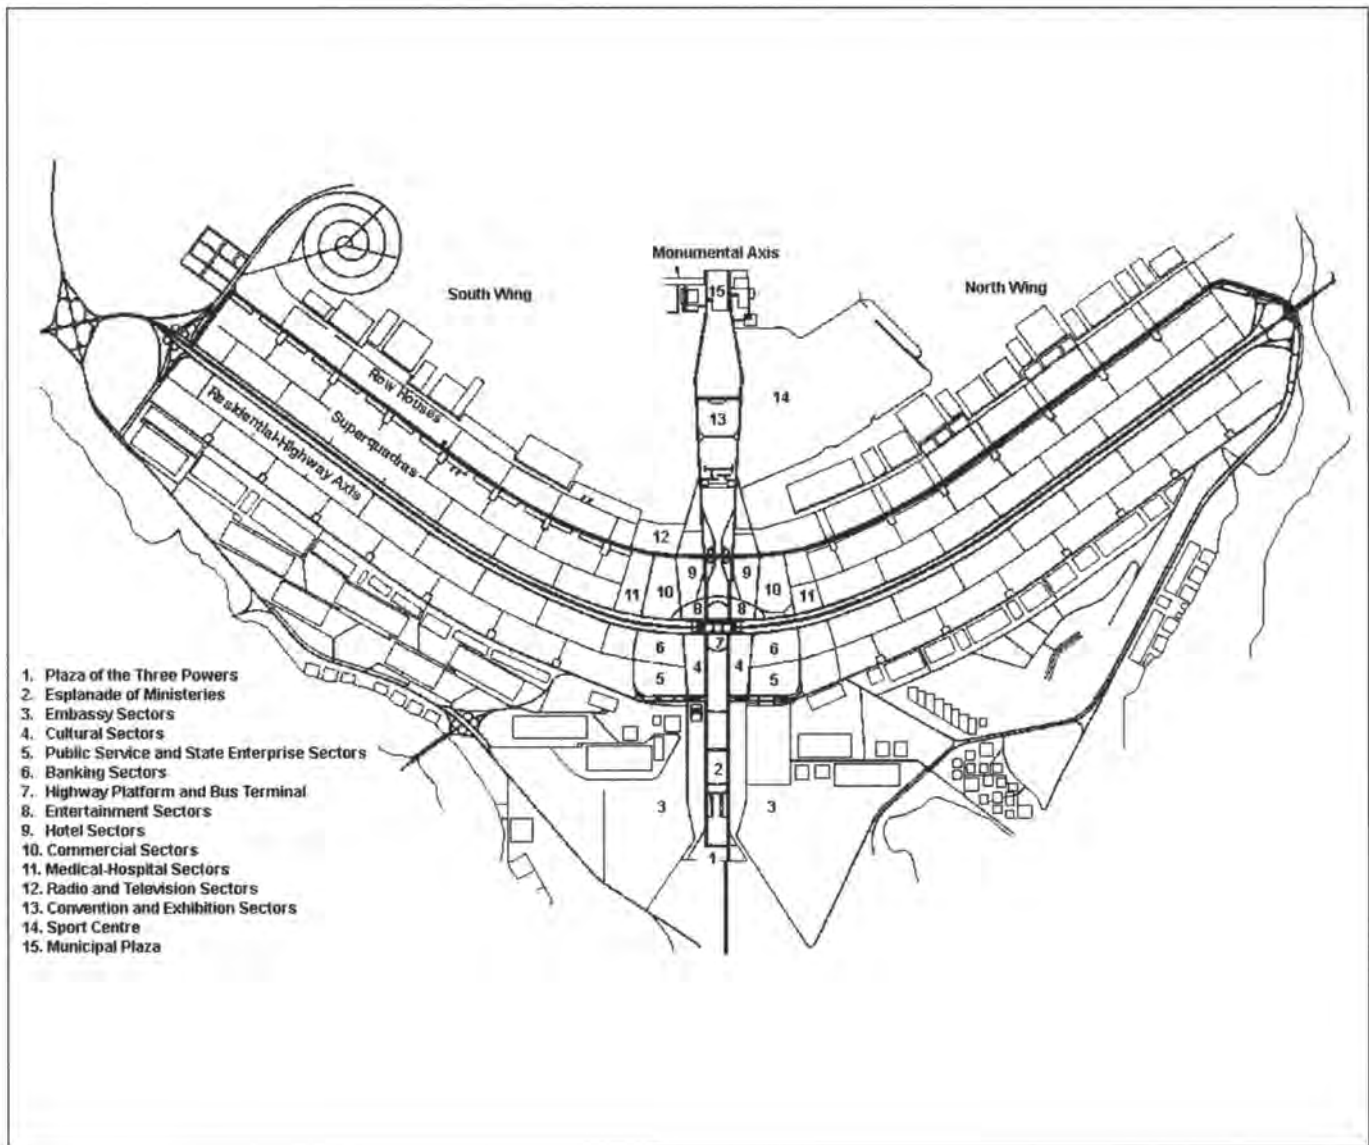 Monumental Axis
South Wing
North Wing
15
Row Houses
14
13
Superquadras
Residential-Highway Axis
12
9
9
11
10
10
11
8
8
6
7
6
4
4
5
5
2
3
3
1
1. Plaza of the Three Powers
2. Esplanade of Ministeries
3. Embassy Sectors
4. Cultural Sectors
5. Public Service and State Enterprise Sectors
6. Banking Sectors
7. Highway Platform and Bus Terminal
8. Entertainment Sectors
9. Hotel Sectors
10. Commercial Sectors
11. Medical-Hospital Sectors
12. Radio and Television Sectors
13. Convention and Exhibition Sectors
14. Sport Centre
15. Municipal Plaza